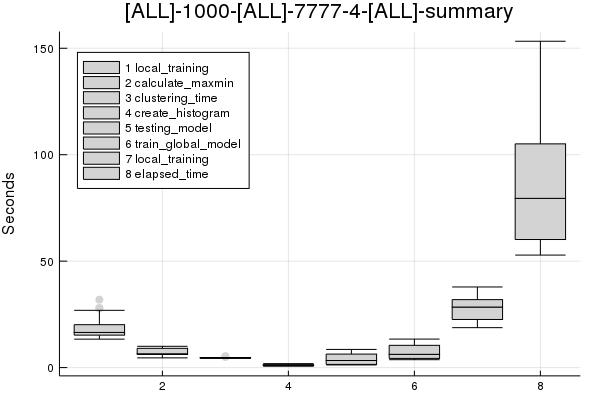 [ALL]-1000-[ALL]-7777-4-[ALL]-summary
150
1 local_training
2 calculate_maxmin
3 clustering_time
4 create_histogram
5 testing_model
6 train_global_model
7 local_training
8 elapsed_time
100
Seconds
50
0
2 4 6 8